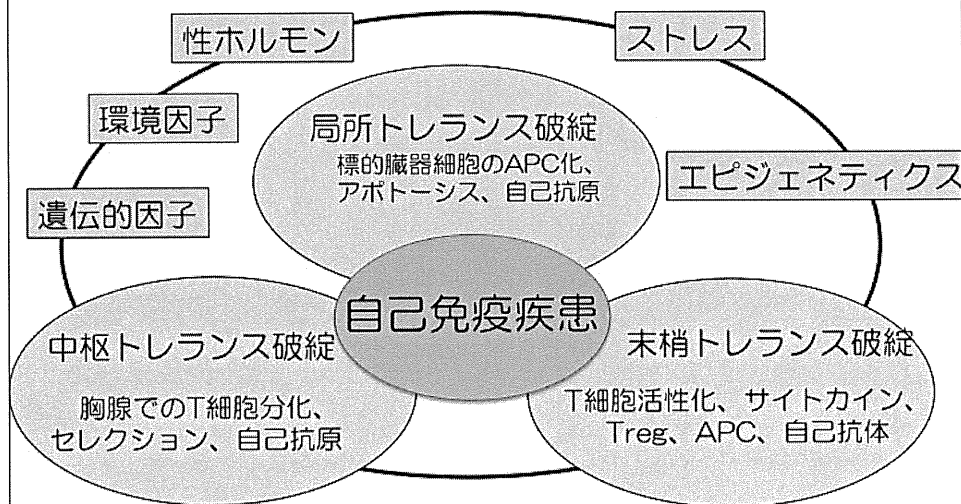 性ホルモン
ストレス
環境因子
エピジェネティクス
遺伝的因子
局所トレランス破綻
標的臓器細胞のAPC化、
アポトーシス、自己抗原
自己免疫疾患
中枢トレランス破綻
胸腺でのT細胞分化、
セレクション、自己抗原
末梢トレランス破綻
T細胞活性化、サイトカイン、
Treg、APC、自己抗体